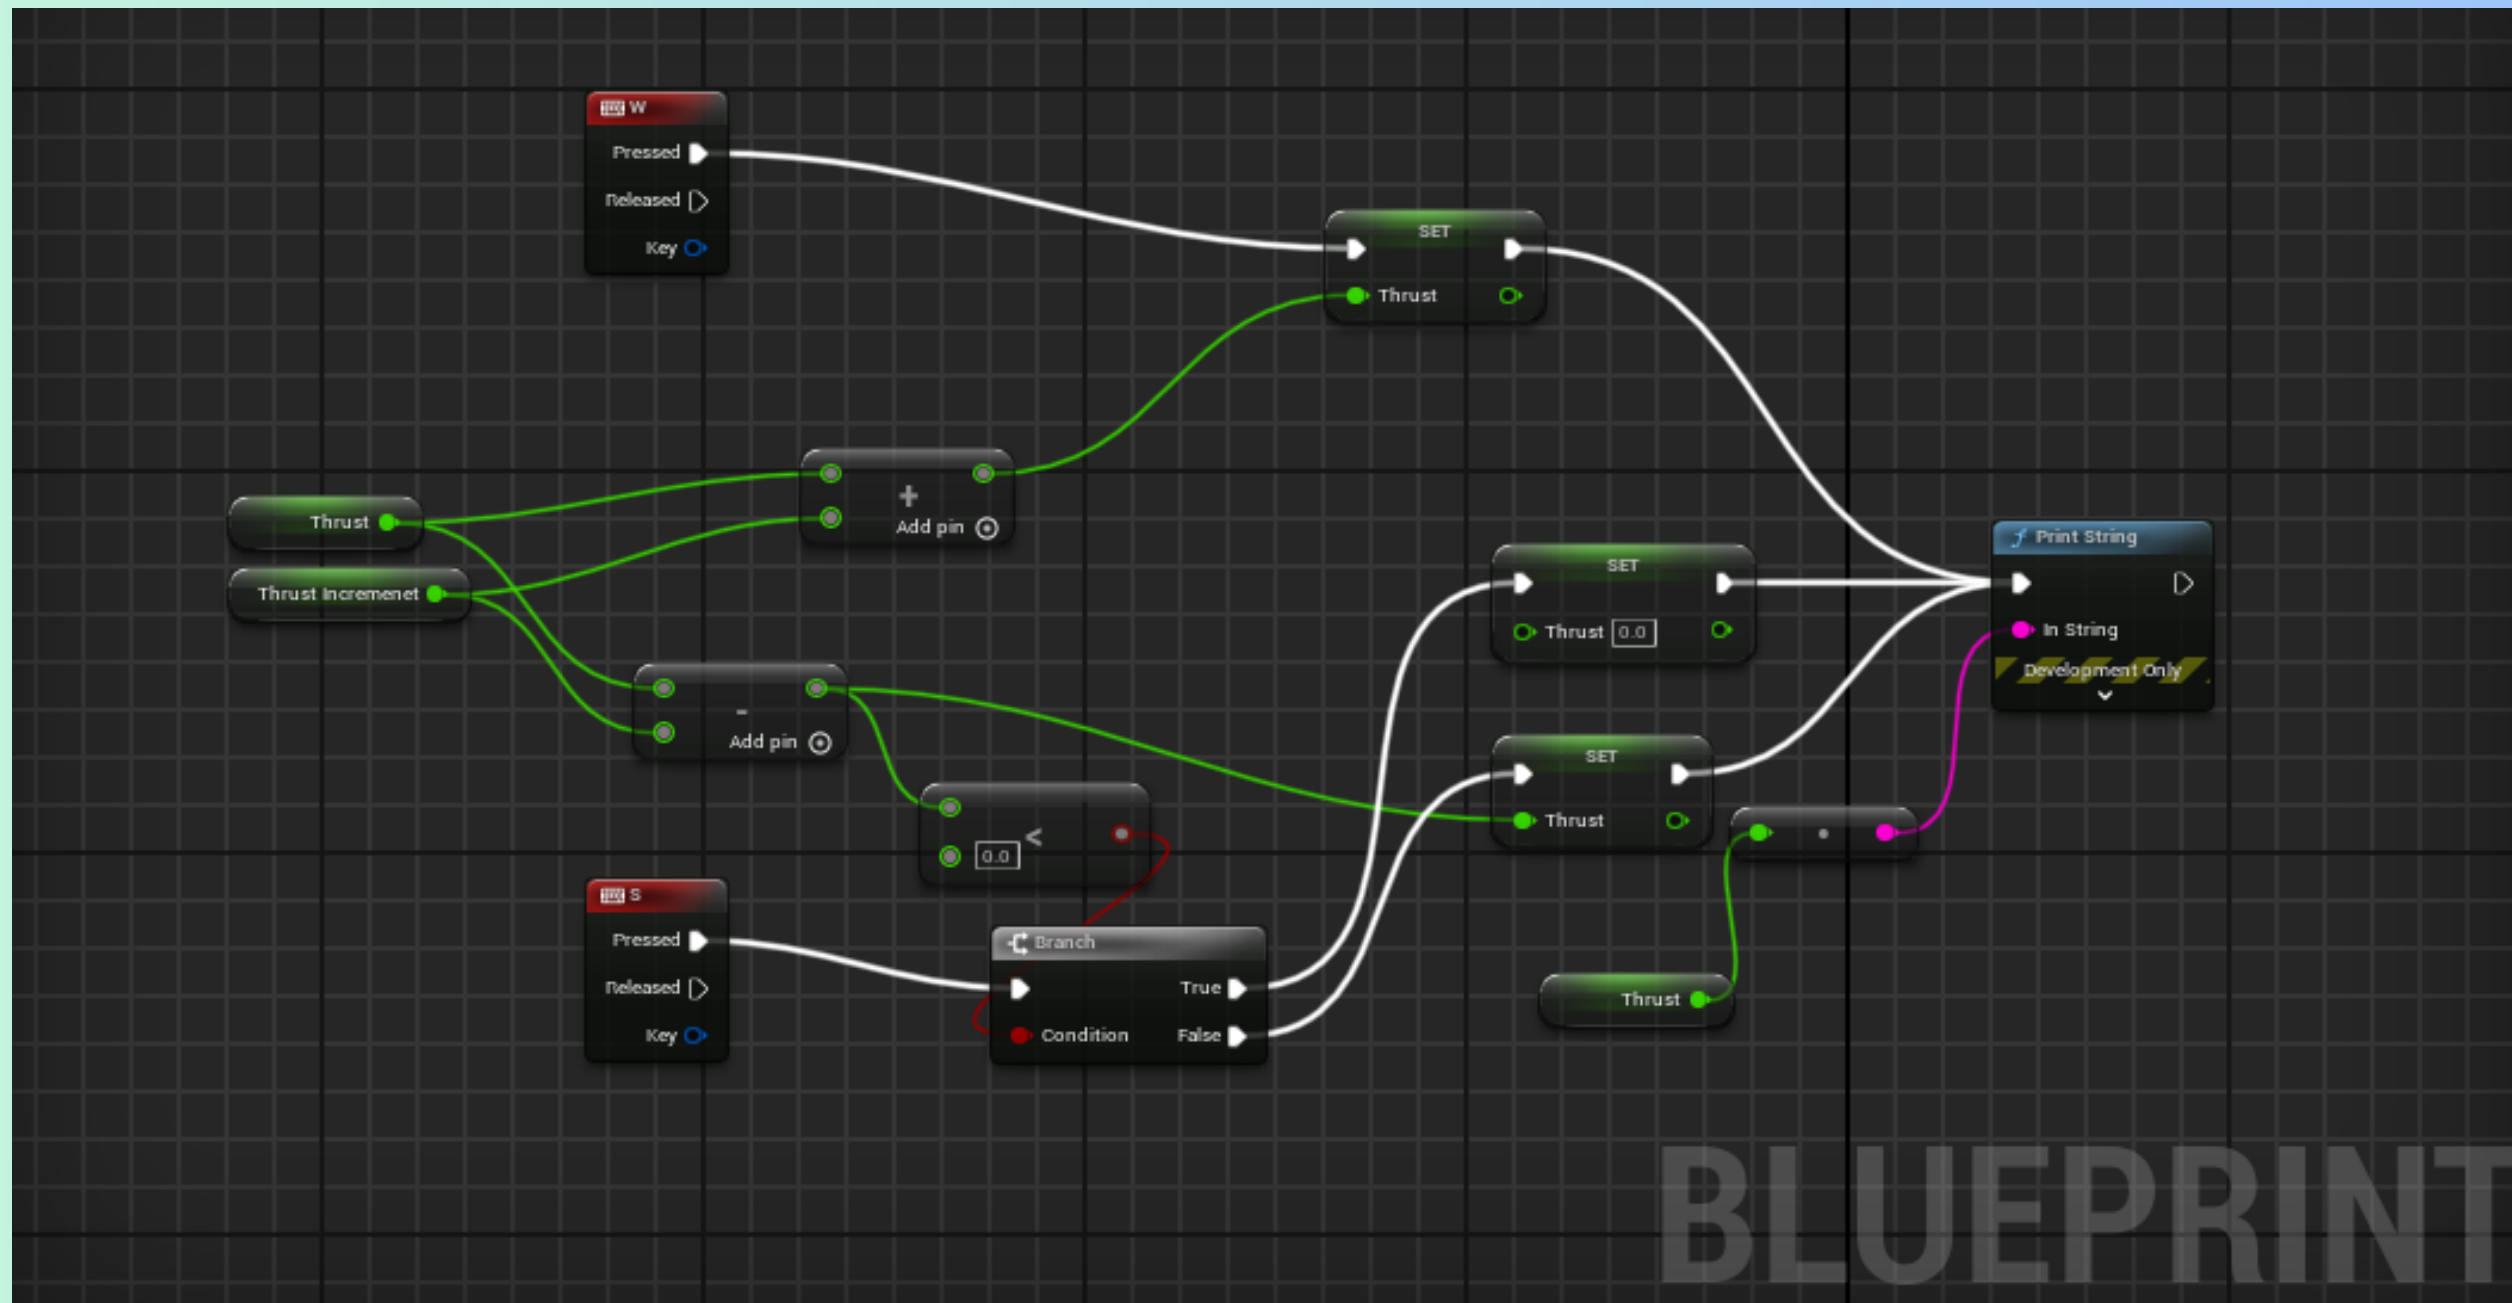 W
Pressed
Released
Key
SET
Thrust
+
Add pin
Thrust
Thrust Incremenet
-
Add pin
SET
Thrust 0.0
Print String
In String
Development Only
SET
Thrust
0.0 <
S
Pressed
Released
Key
Branch
True
Condition False
Thrust
BLUEPRINT